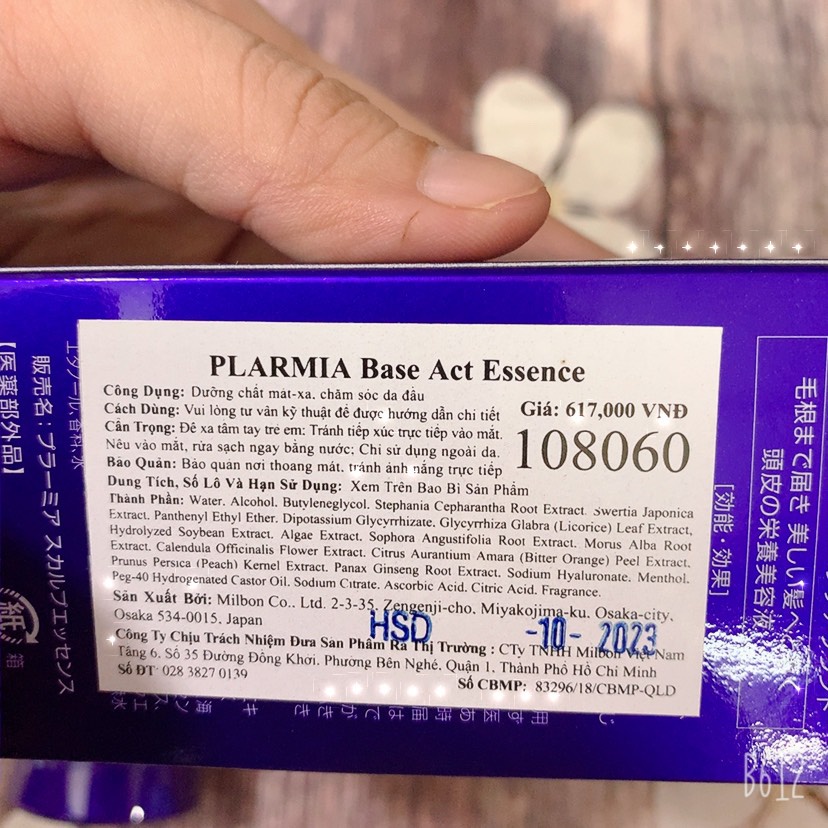 PLARMIA Base Act Essence
Công Dụng: Dưỡng chất mát-xa, chăm sóc da đầu
Cách Dùng: Vui lòng tư vấn kỹ thuật để được hướng dẫn chi tiết
Giá: 617,000 VNĐ
Cẩn Trọng: Để xa tâm tay trẻ em: Tránh tiếp xúc trực tiếp vào mắt.
Nếu vào mắt, rửa sạch ngay bằng nước; Chỉ sử dụng ngoài da.
108060
Bảo Quản: Bảo quản nơi thoang mát, tránh ánh nắng trực tiếp
Dung Tích, Số Lô Và Hạn Sử Dụng: Xem Trên Bao Bì Sản Phẩm
Thành Phần: Water, Alcohol, Butyleneglycol, Stephania Cepharantha Root Extract, Swertia Japonica
Extract, Panthenyl Ethyl Ether, Dipotassium Glycyrrhizate, Glycyrrhiza Glabra (Licorice) Leaf Extract,
Hydrolyzed Soybean Extract, Algae Extract, Sophora Angustifolia Root Extract, Morus Alba Root
Extract, Calendula Officinalis Flower Extract, Citrus Aurantium Amara (Bitter Orange) Peel Extract,
Prunus Persica (Peach) Kernel Extract, Panax Ginseng Root Extract, Sodium Hyaluronate, Menthol,
Peg-40 Hydrogenated Castor Oil, Sodium Citrate, Ascorbic Acid, Citric Acid, Fragrance.
Sản Xuất Bởi: Milbon Co., Ltd. 2-3-35, Zengenji-cho, Miyakojima-ku, Osaka-city,
Osaka 534-0015, Japan
HSD -10- 2023
Công Ty Chịu Trách Nhiệm Đưa Sản Phẩm Ra Thị Trường : CTy TNHH Milbon Việt Nam
Tầng 6, Số 35 Đường Đồng Khởi, Phường Bến Nghé, Quận 1, Thành Phố Hồ Chí Minh
Số ĐT: 028 3827 0139
Số CBMP: 83296/18/CBMP-QLD
毛根まで届き 美しい髪へ
頭皮の栄養美容液
[効能・効果]
販売名:プラーミア スカルプエッセンス
【医薬部外品】
紙
箱
B612